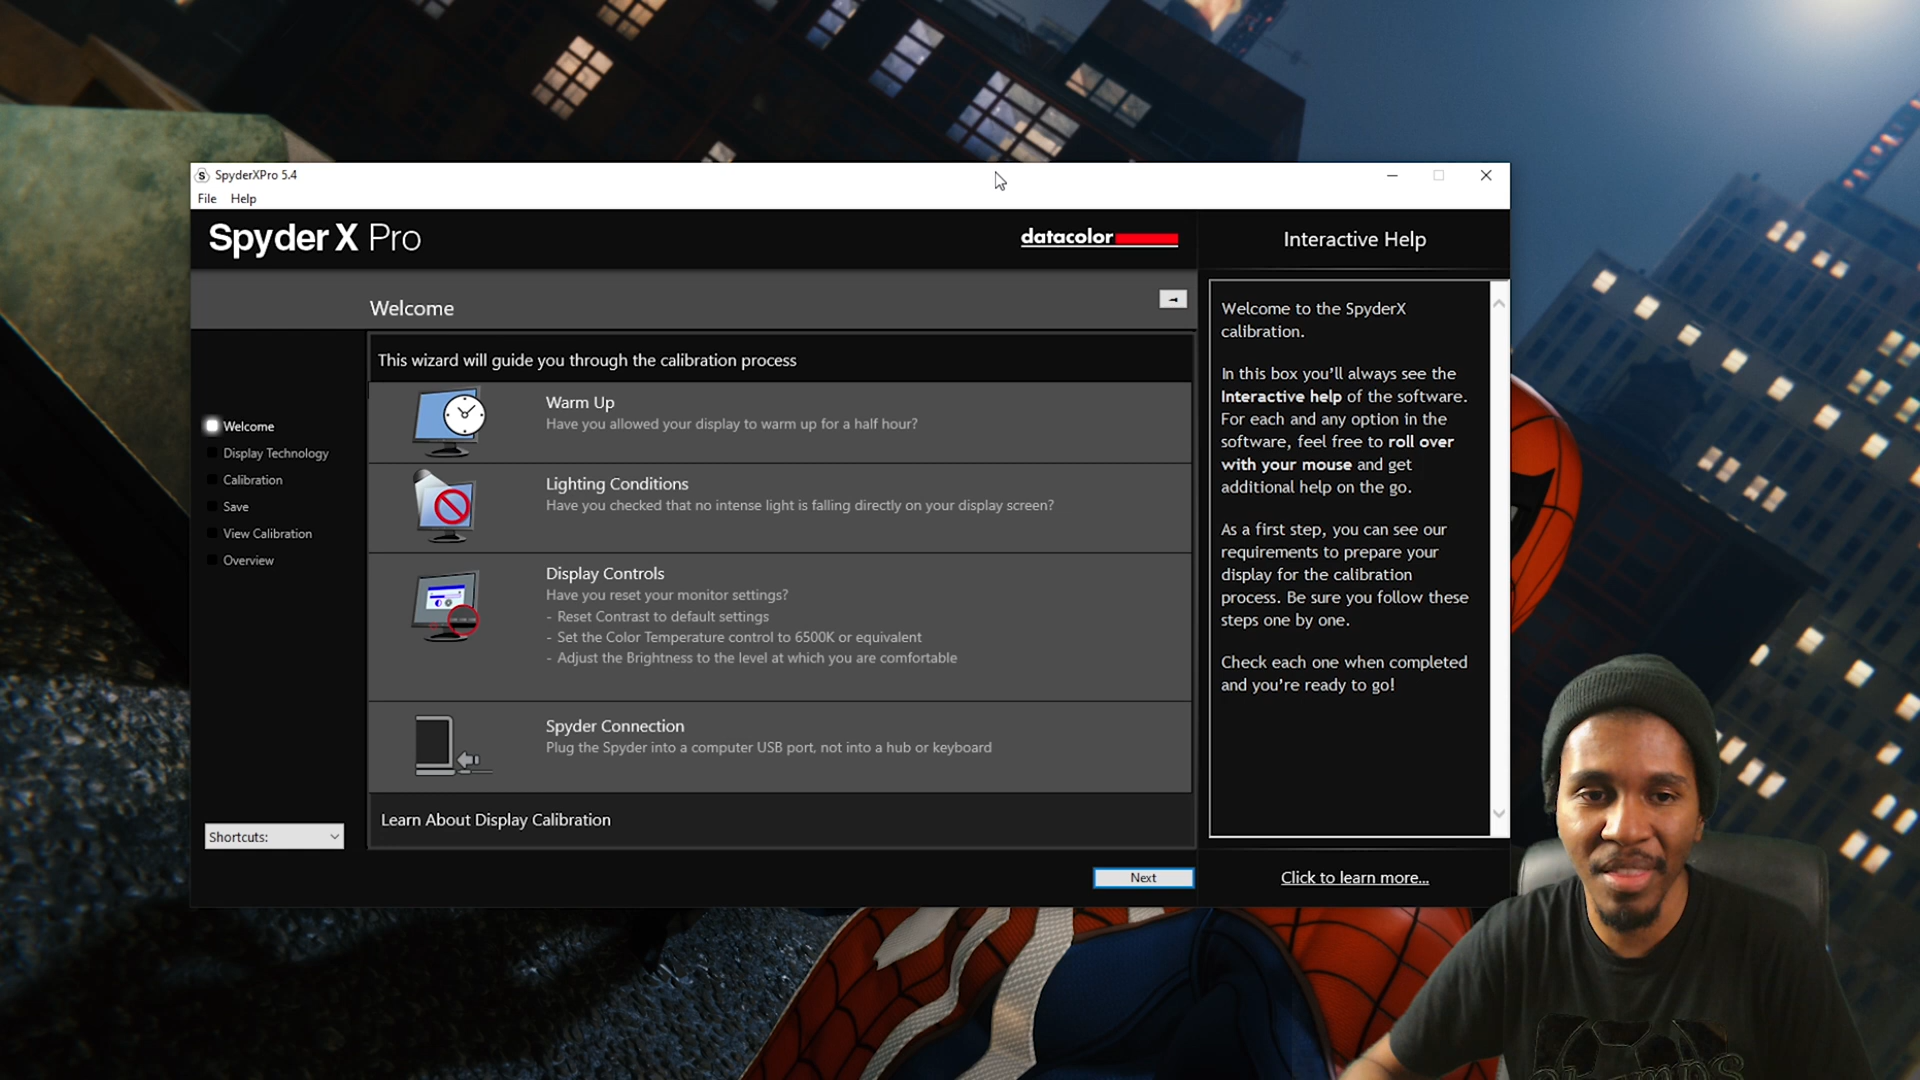 SpyderXPro 5.4
File Help
Spyder X Pro
datacolor
Interactive Help
Welcome
This wizard will guide you through the calibration process
Warm Up
Have you allowed your display to warm up for a half hour?
Lighting Conditions
Have you checked that no intense light is falling directly on your display screen?
Display Controls
Have you reset your monitor settings?
- Reset Contrast to default settings
- Set the Color Temperature control to 6500K or equivalent
- Adjust the Brightness to the level at which you are comfortable
Spyder Connection
Plug the Spyder into a computer USB port, not into a hub or keyboard
Learn About Display Calibration
Welcome
Display Technology
Calibration
Save
View Calibration
Overview
Shortcuts:
Next
Welcome to the SpyderX
calibration.
In this box you'll always see the
Interactive help of the software.
For each and any option in the
software, feel free to roll over
with your mouse and get
additional help on the go.
As a first step, you can see our
requirements to prepare your
display for the calibration
process. Be sure you follow these
steps one by one.
Check each one when completed
and you're ready to go!
Click to learn more...